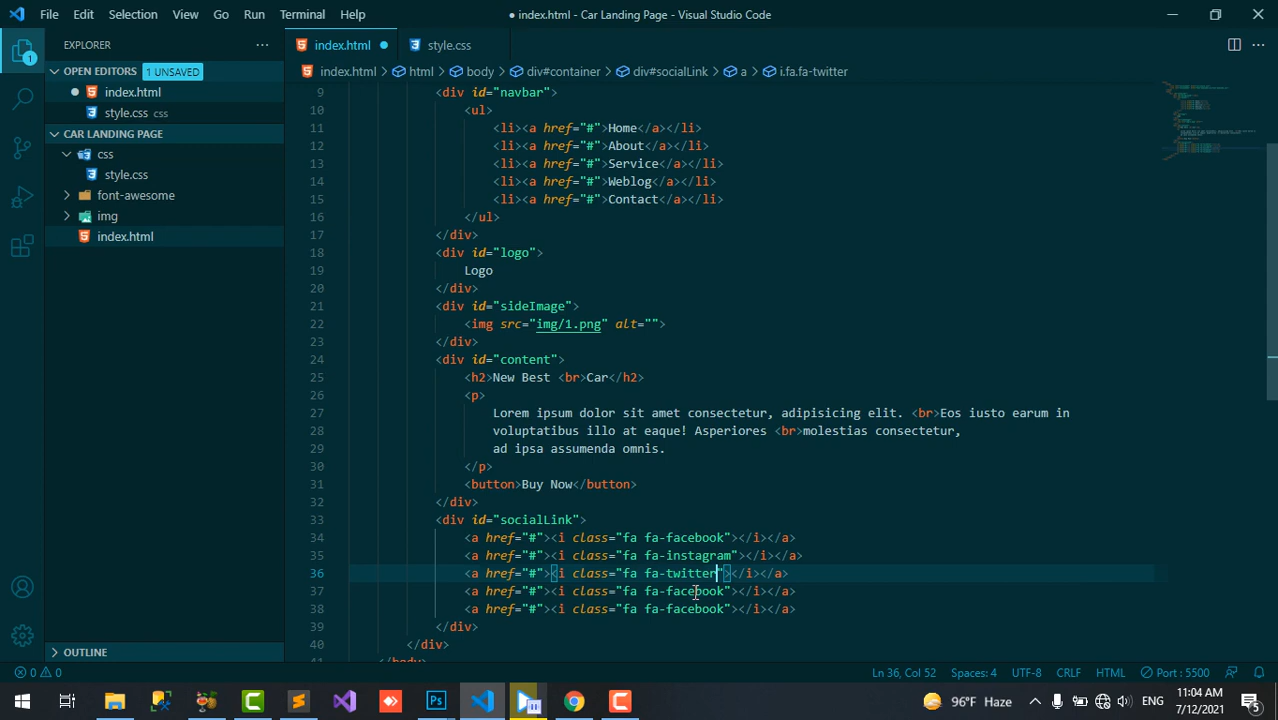 File Edit Selection View Go Run Terminal Help
● index.html - Car Landing Page - Visual Studio Code
EXPLORER
index.html ●
style.css
1
OPEN EDITORS 1 UNSAVED
● index.html
style.css css
CAR LANDING PAGE
css
style.css
font-awesome
img
index.html
OUTLINE
index.html > html > body > div#container > div#socialLink > a > i.fa.fa-twitter
9 <div id="navbar">
10 <ul>
11 <li><a href="#">Home</a></li>
12 <li><a href="#">About</a></li>
13 <li><a href="#">Service</a></li>
14 <li><a href="#">Weblog</a></li>
15 <li><a href="#">Contact</a></li>
16 </ul>
17 </div>
18 <div id="logo">
19 Logo
20 </div>
21 <div id="sideImage">
22 <img src="img/1.png" alt="">
23 </div>
24 <div id="content">
25 <h2>New Best <br>Car</h2>
26 <p>
27 Lorem ipsum dolor sit amet consectetur, adipisicing elit. <br>Eos iusto earum in
28 voluptatibus illo at eaque! Asperiores <br>molestias consectetur,
29 ad ipsa assumenda omnis.
30 </p>
31 <button>Buy Now</button>
32 </div>
33 <div id="socialLink">
34 <a href="#"><i class="fa fa-facebook"></i></a>
35 <a href="#"><i class="fa fa-instagram"></i></a>
36 <a href="#"><i class="fa fa-twitter"></i></a>
37 <a href="#"><i class="fa fa-facebook"></i></a>
38 <a href="#"><i class="fa fa-facebook"></i></a>
39 </div>
40 </div>
41 </body>
0 0
Ln 36, Col 52 Spaces: 4 UTF-8 CRLF HTML Port : 5500
96°F Haze
ENG
11:04 AM
7/12/2021
5